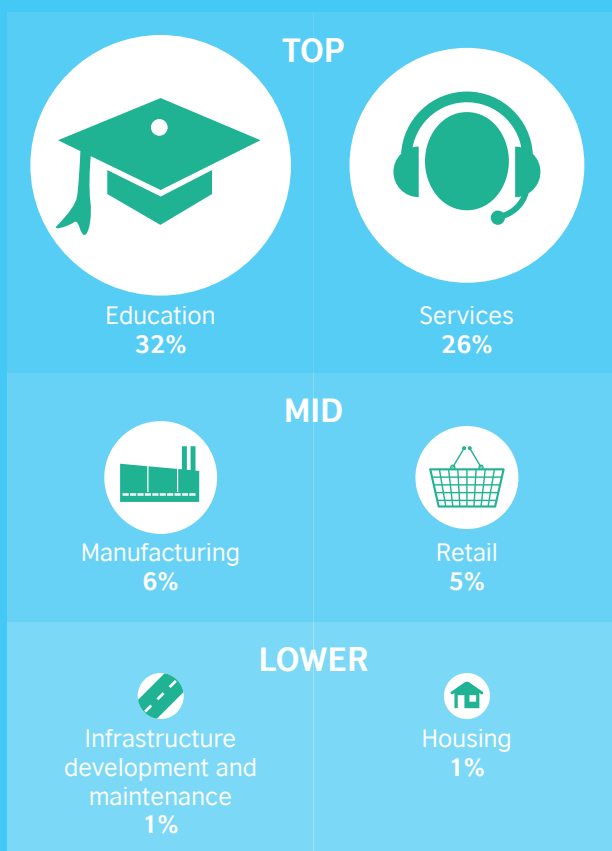 TOP
Education
32%
Services
26%
MID
Manufacturing
6%
Retail
5%
LOWER
Infrastructure
development and
maintenance
1%
Housing
1%